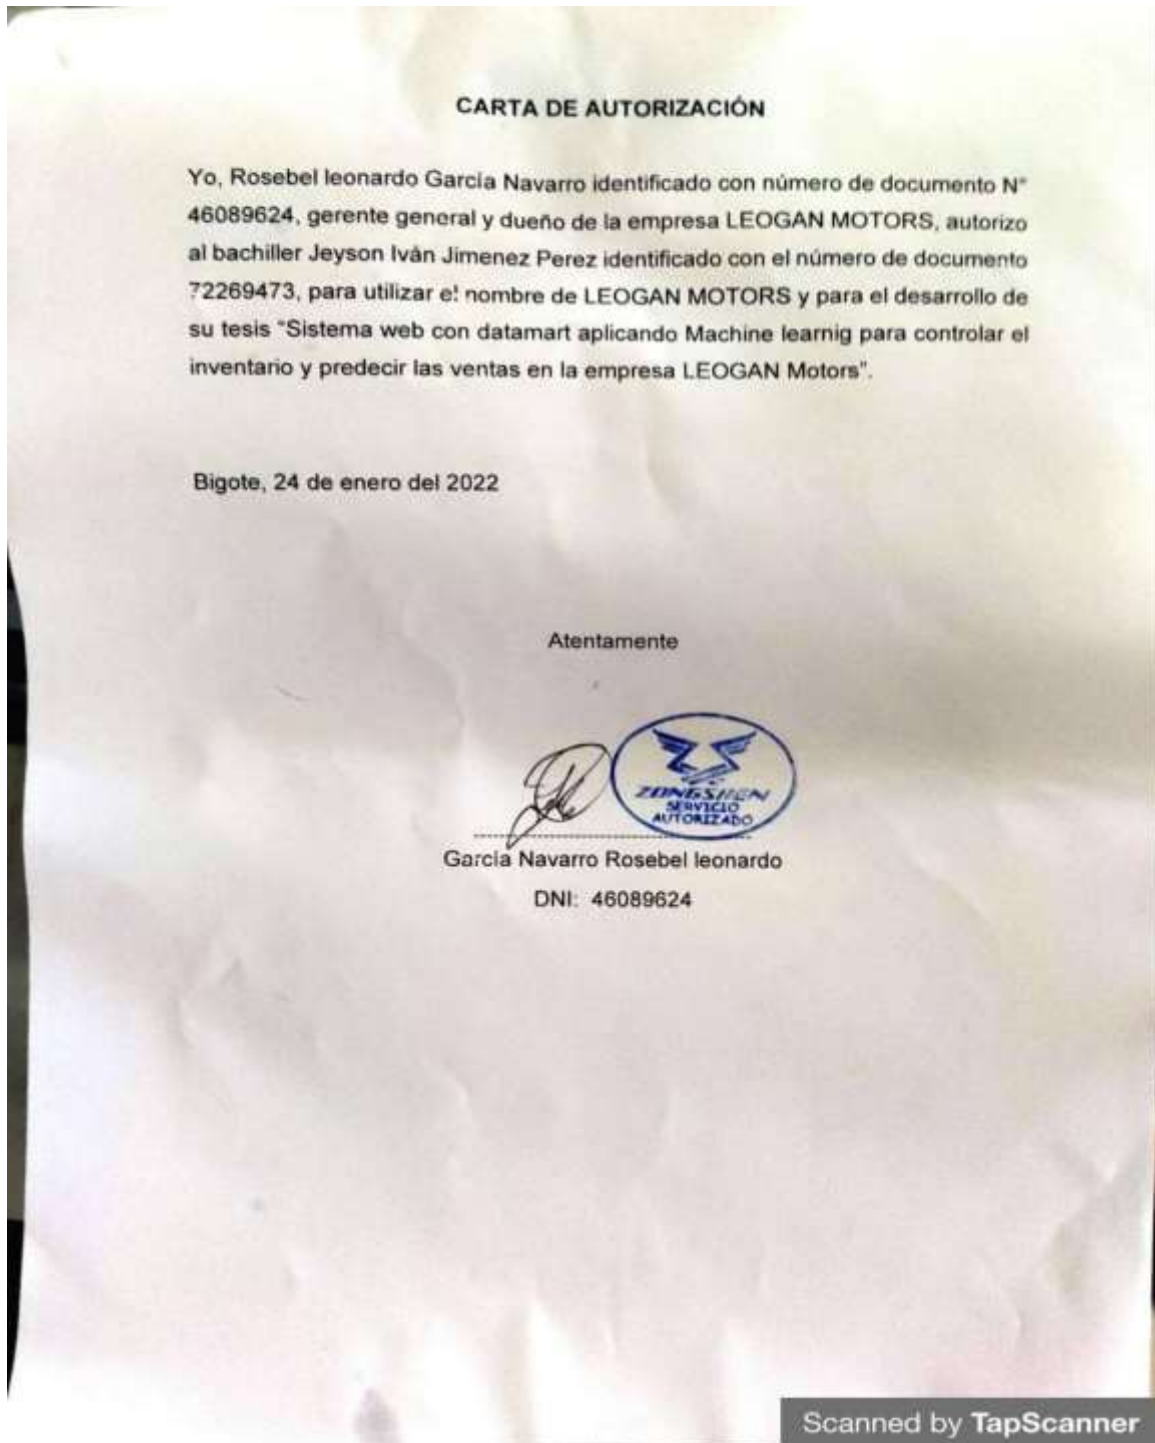 CARTA DE AUTORIZACIÓN
Yo, Rosebel leonardo García Navarro identificado con número de documento N°
46089624, gerente general y dueño de la empresa LEOGAN MOTORS, autorizo
al bachiller Jeyson Iván Jimenez Perez identificado con el número de documento
72269473, para utilizar el nombre de LEOGAN MOTORS y para el desarrollo de
su tesis "Sistema web con datamart aplicando Machine learnig para controlar el
inventario y predecir las ventas en la empresa LEOGAN Motors".
Bigote, 24 de enero del 2022
Atentamente
ZONGSHEN
SERVICIO
AUTORIZADO
García Navarro Rosebel leonardo
DNI: 46089624
Scanned by TapScanner